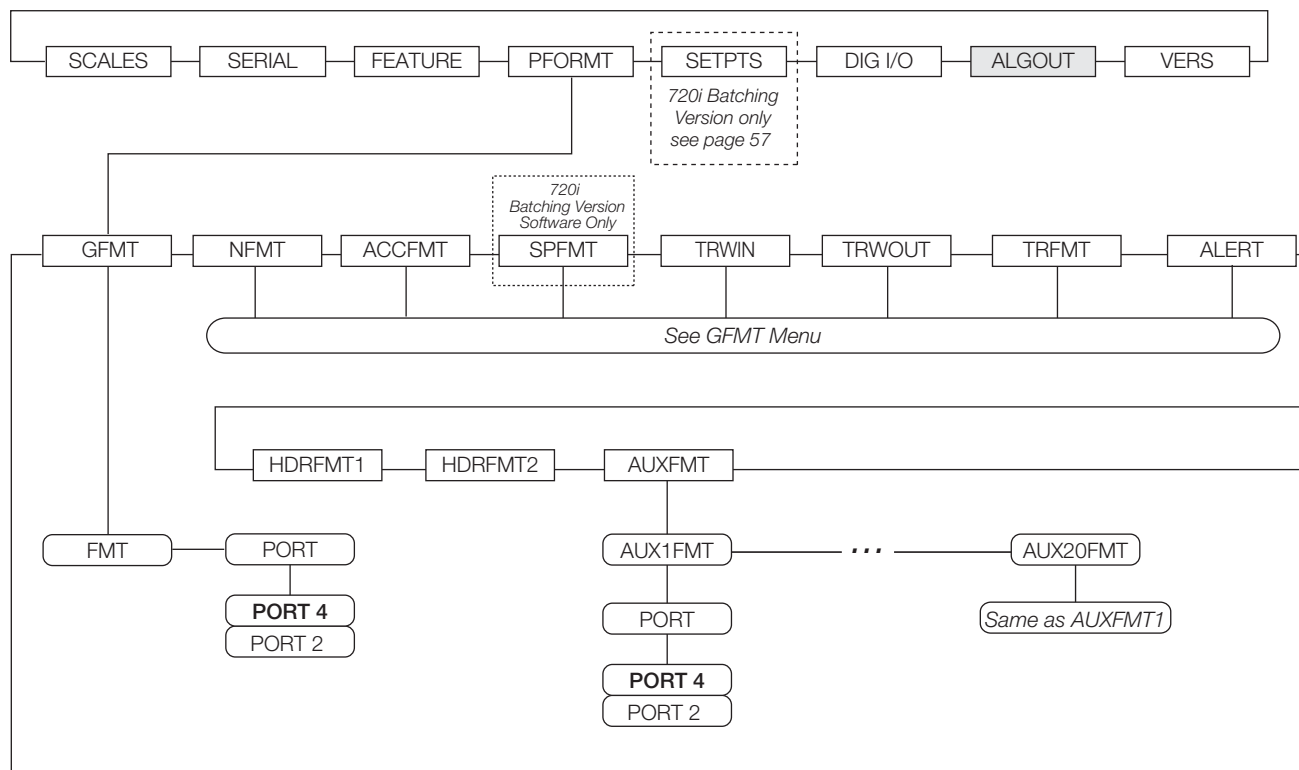 SCALES
SERIAL
FEATURE
PFORMT
SETPTS
DIG I/O
ALGOUT
VERS
720i Batching
Version only
see page 57
720i
Batching Version
Software Only
GFMT
NFMT
ACCFMT
SPFMT
TRWIN
TRWOUT
TRFMT
ALERT
See GFMT Menu
HDRFMT1
HDRFMT2
AUXFMT
FMT
PORT
AUX1FMT
...
AUX20FMT
PORT 4
PORT 2
PORT
Same as AUXFMT1
PORT 4
PORT 2